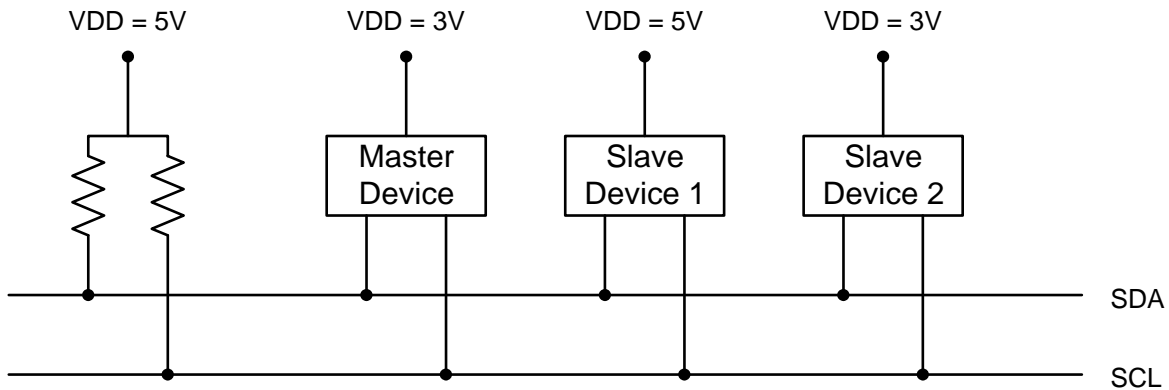 VDD = 5V
VDD = 3V
VDD = 5V
VDD = 3V
Master
Device
Slave
Device 1
Slave
Device 2
SDA
SCL